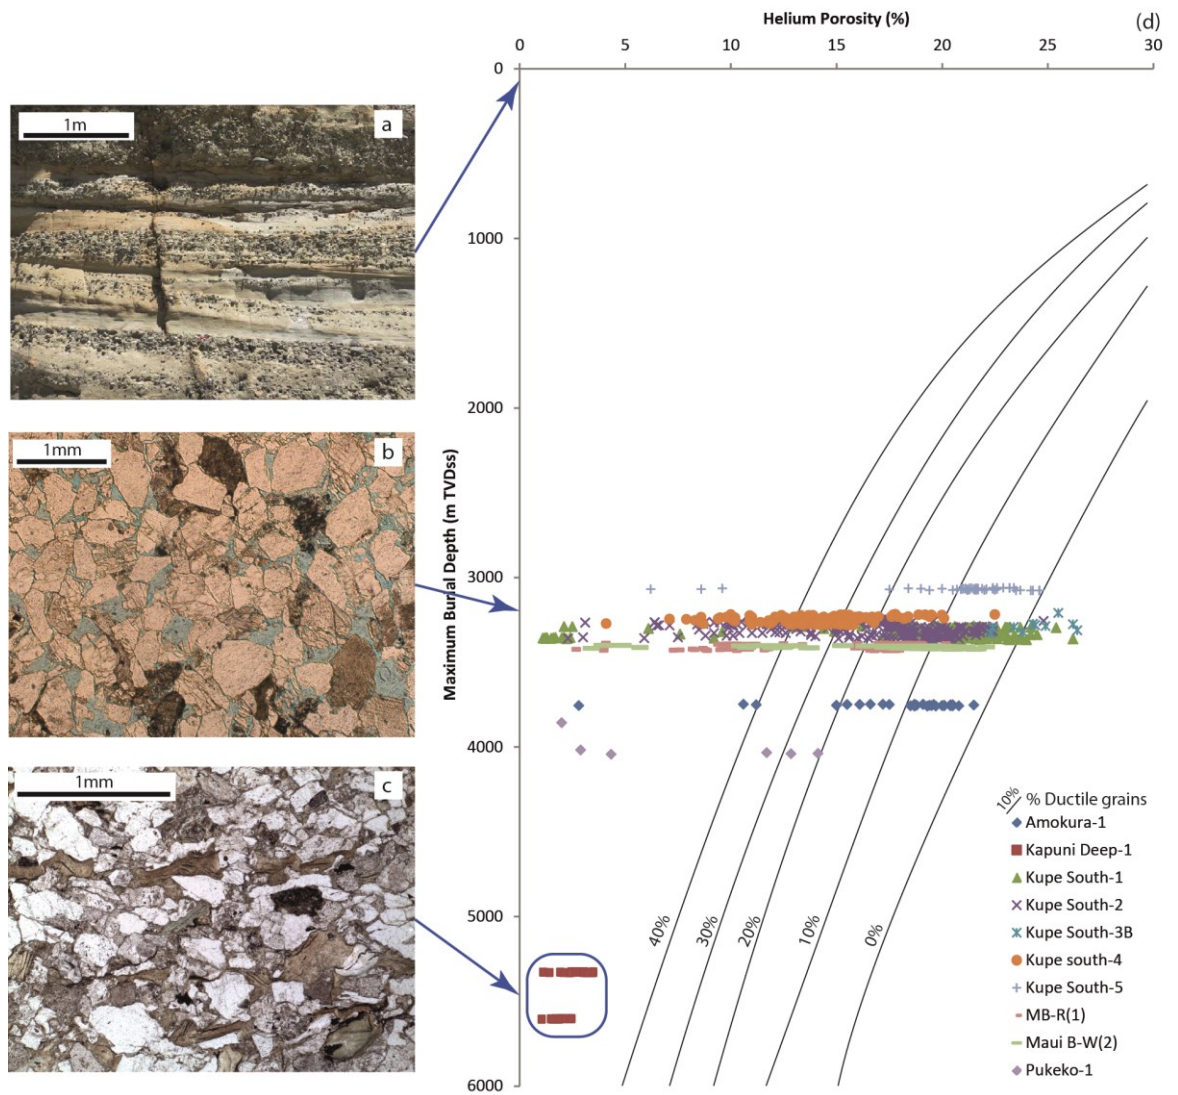 Helium Porosity (%)
(d)
0 5 10 15 20 25 30
0
1000
2000
3000
4000
5000
6000
Maximum Burial Depth (m TVDss)
1m
a
1mm
b
1mm
c
40%
30%
20%
10%
0%
10% % Ductile grains
Amokura-1
Kapuni Deep-1
Kupe South-1
Kupe South-2
Kupe South-3B
Kupe south-4
Kupe South-5
MB-R(1)
Maui B-W(2)
Pukeko-1